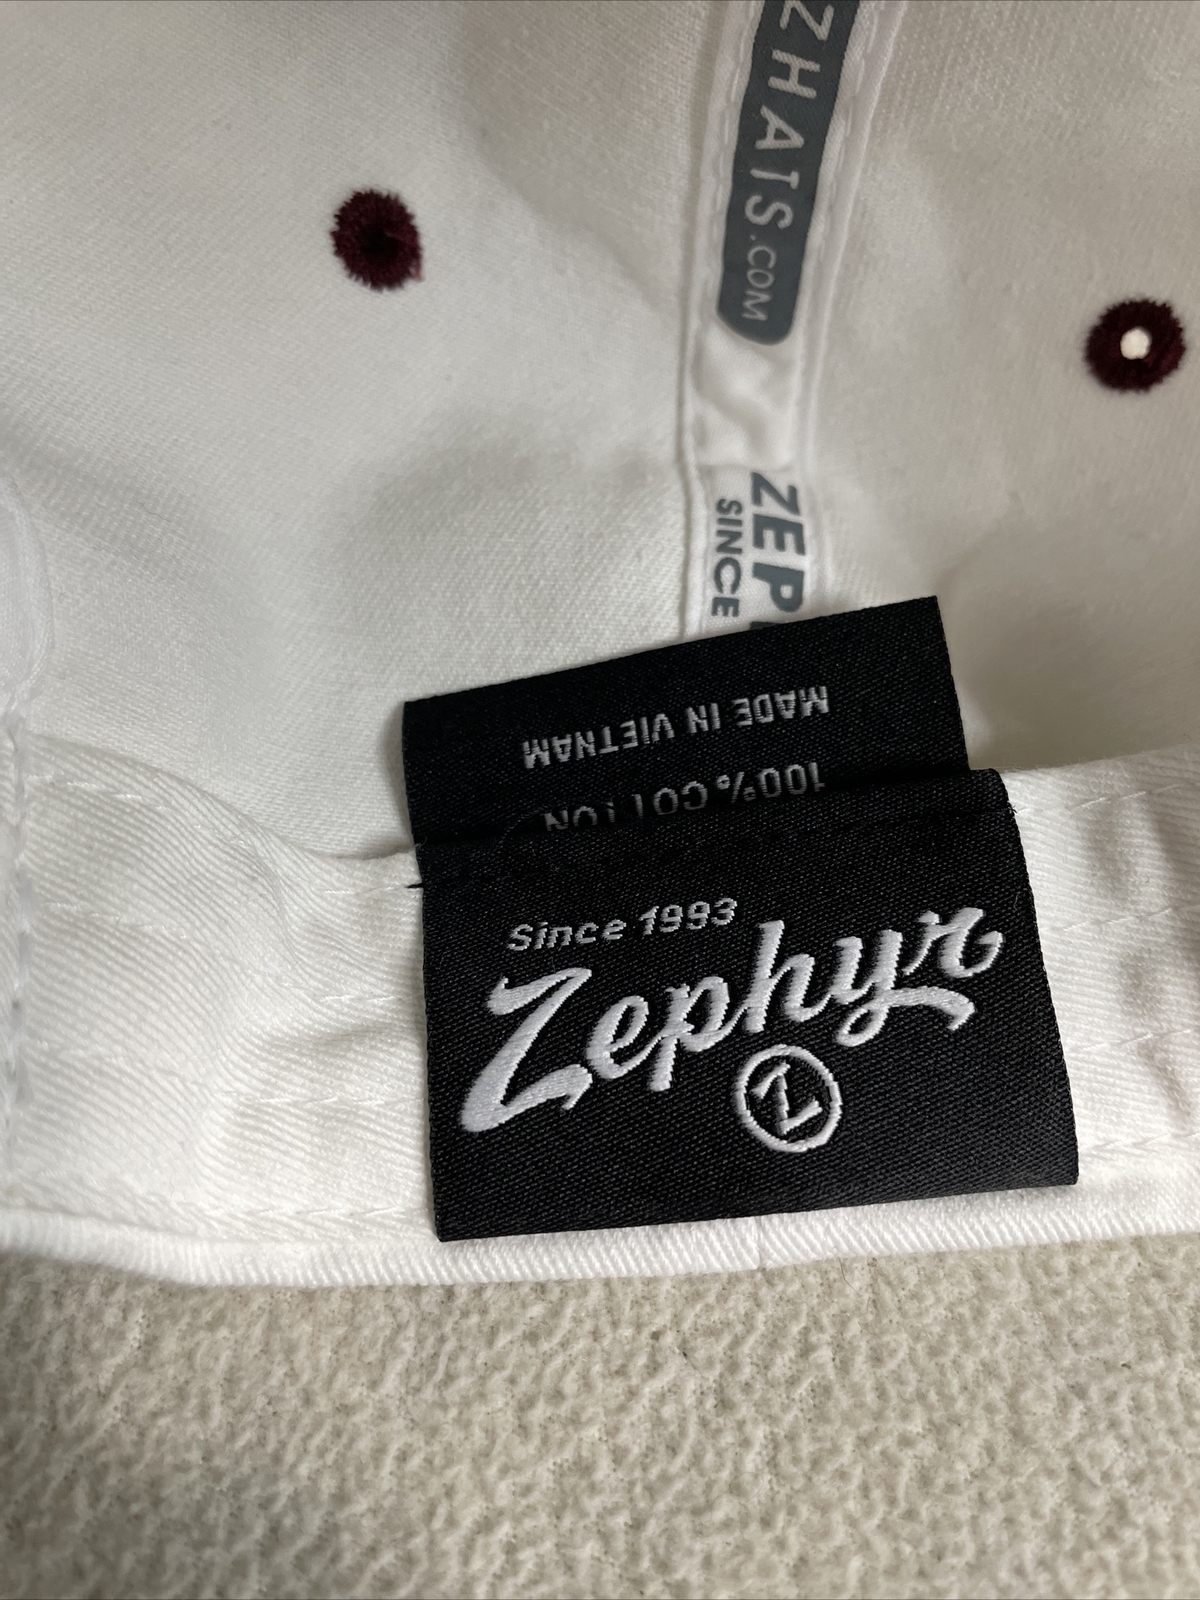 ZHATS.COM
ZEP
SINCE
MADE IN VIETNAM
100% COTTON
Since 1993
Zephyr
Z